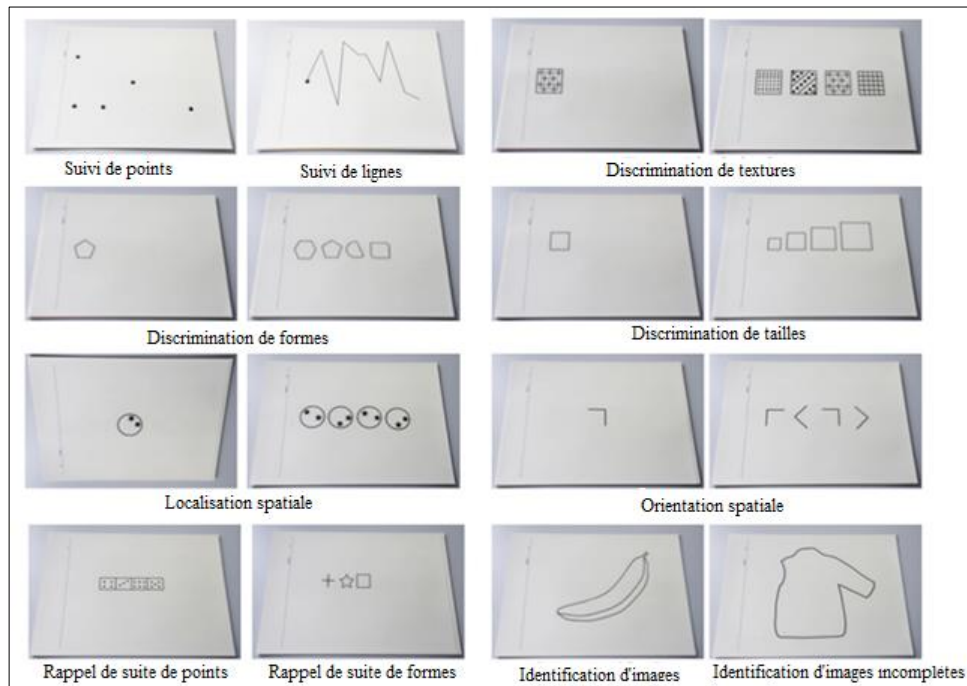 Suivi de points
Suivi de lignes
Discrimination de textures
Discrimination de formes
Discrimination de tailles
Localisation spatiale
Orientation spatiale
Rappel de suite de points
Rappel de suite de formes
Identification d'images
Identification d'images incomplétes